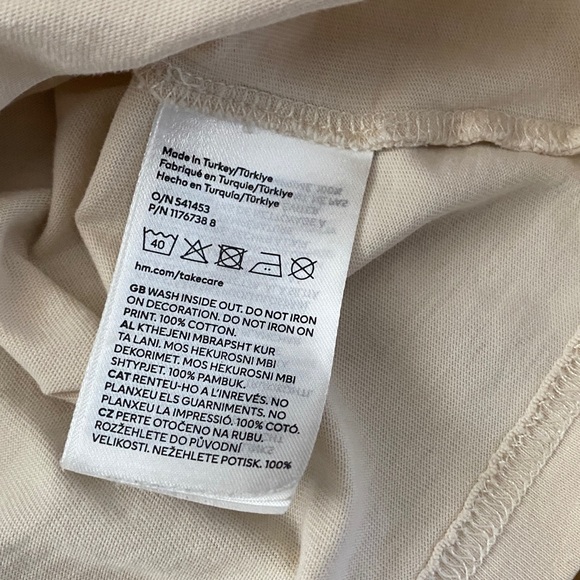 Made in Turkey/Türkiye
Fabriqué en Turquie/Türkiye
Hecho en Turquía/Türkiye
O/N 541453
P/N 1176738 8
40
hm.com/takecare
GB WASH INSIDE OUT. DO NOT IRON
ON DECORATION. DO NOT IRON ON
PRINT. 100% COTTON.
AL KTHEJENI MBRAPSHT KUR
TA LANI. MOS HEKUROSNI MBI
DEKORIMET. MOS HEKUROSNI MBI
SHTYPJET. 100% PAMBUK.
CAT RENTEU-HO A L'INREVÉS. NO
PLANXEU ELS GUARNIMENTS. NO
PLANXEU LA IMPRESSIÓ. 100% COTÓ.
CZ PERTE OTOČENO NA RUBU.
ROZŽEHLETE DO PŮVODNÍ
VELIKOSTI. NEŽEHLETE POTISK. 100%